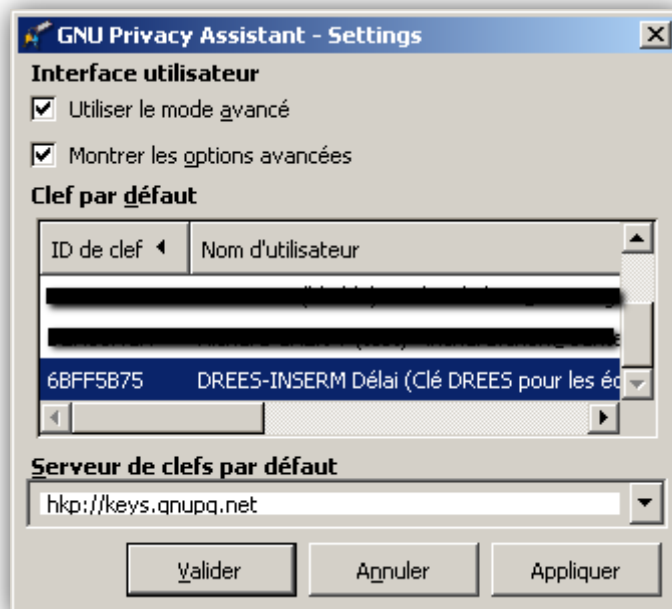 GNU Privacy Assistant - Settings
Interface utilisateur
Utiliser le mode avancé
Montrer les options avancées
Clef par défaut
ID de clef Nom d'utilisateur
6BFF5B75 DREES-INSERM Délai (Clé DREES pour les éc
Serveur de clefs par défaut
hkp://keys.gnupg.net
Valider Annuler Appliquer